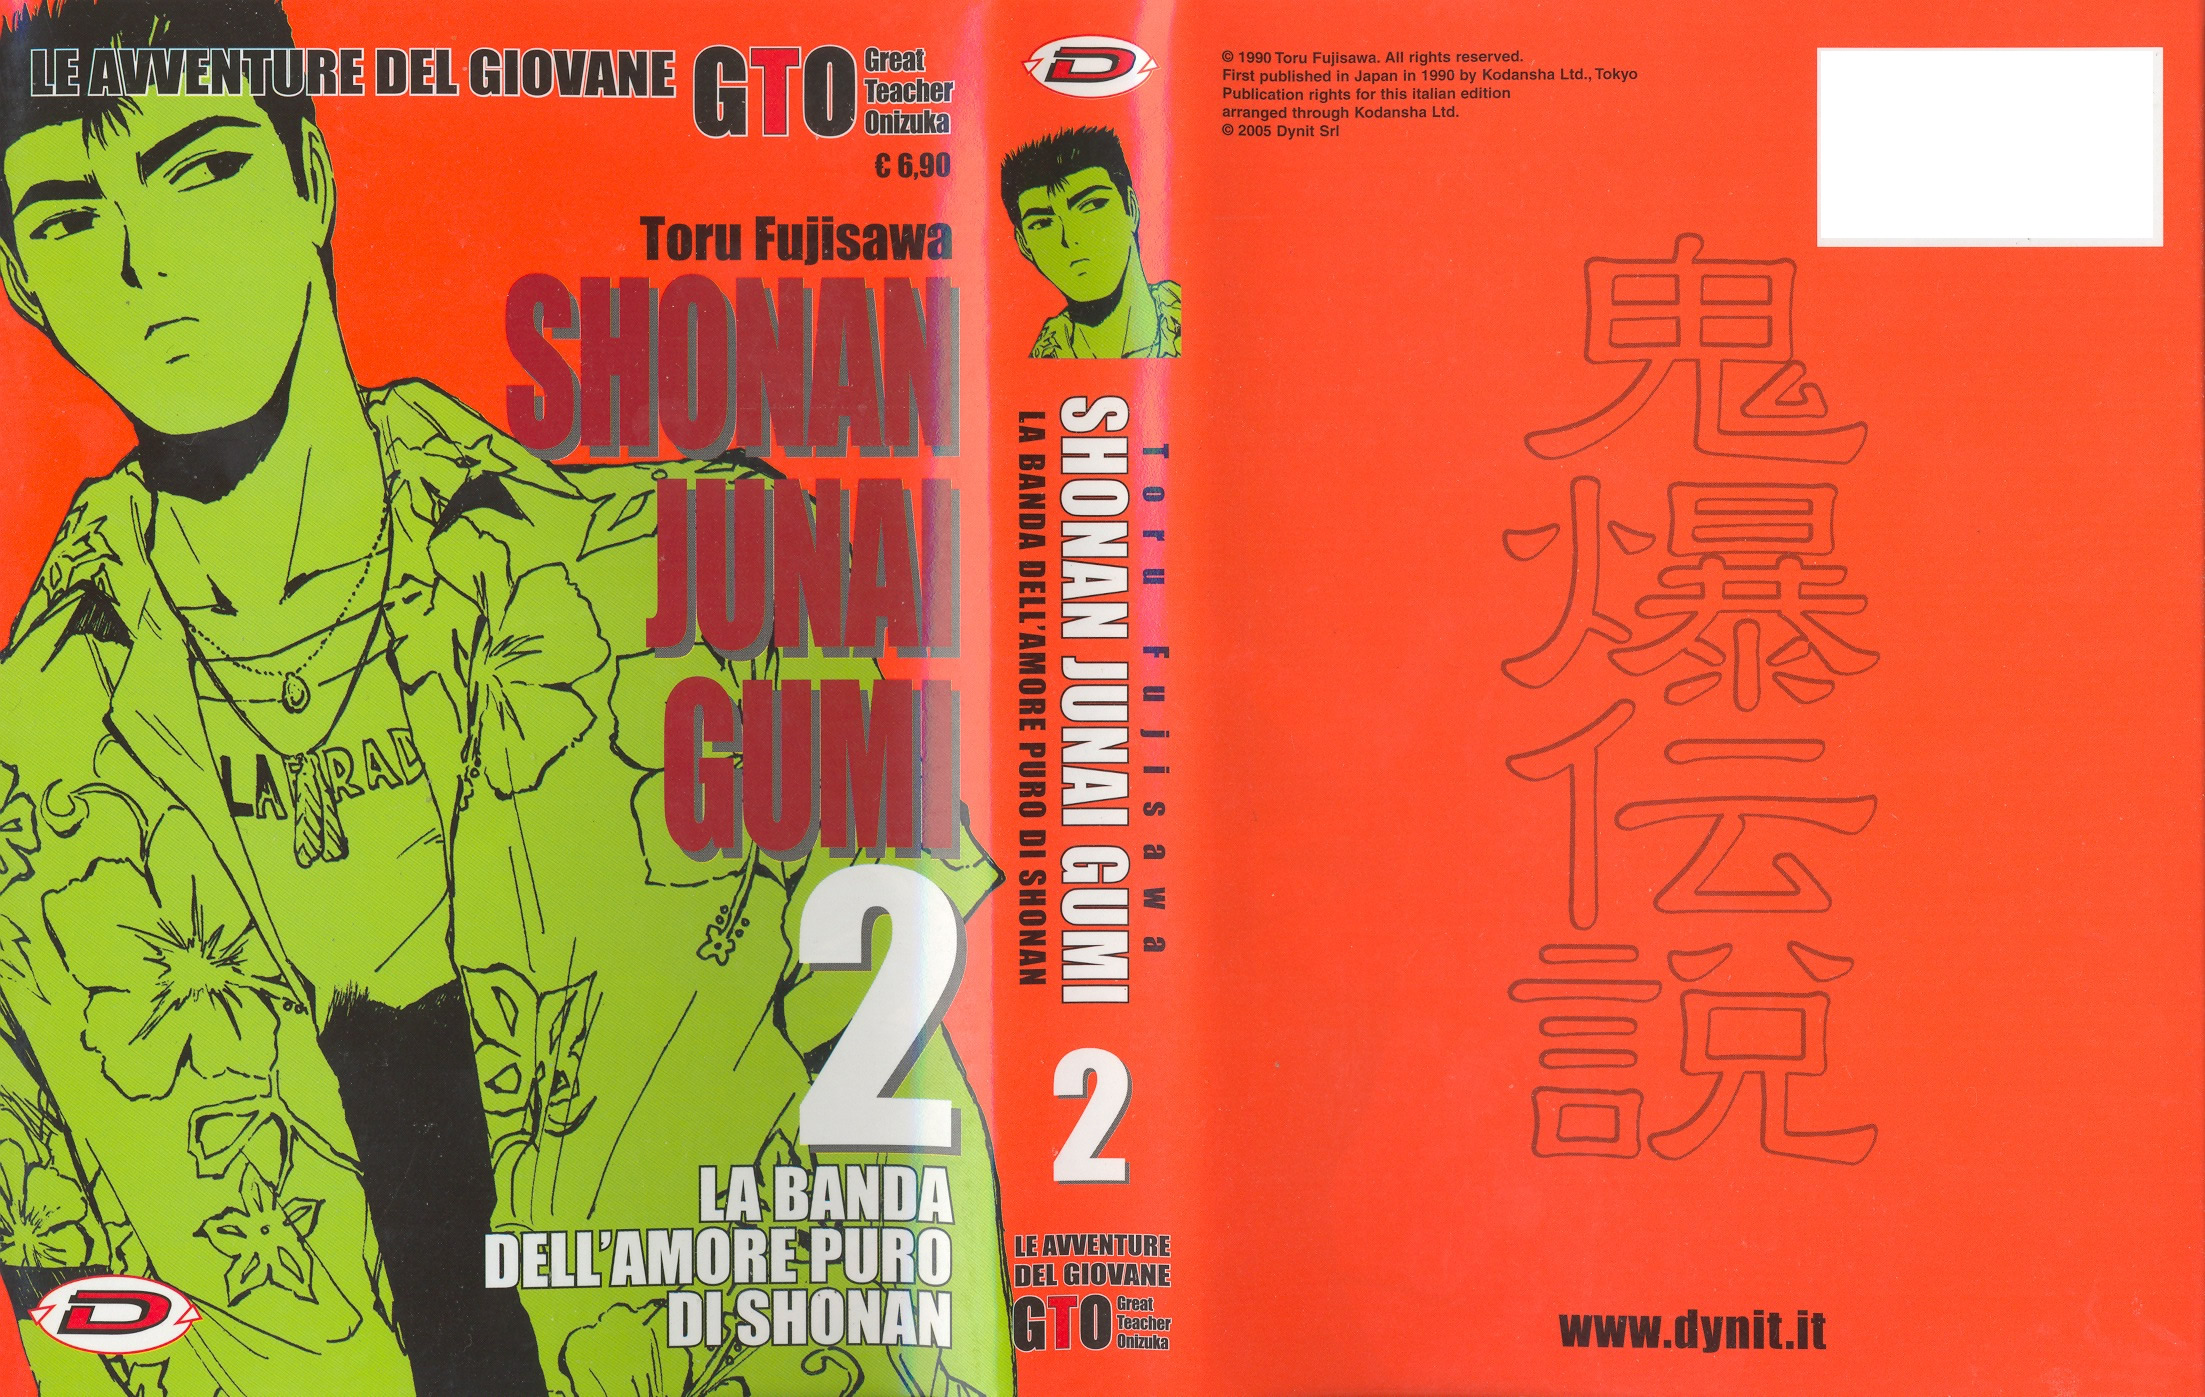 LE AVVENTURE DEL GIOVANE GTO
Great
Teacher
Onizuka
€ 6,90
Toru Fujisawa
SHONAN
JUNAI
GUMI
2
LA BANDA
DELL'AMORE PURO
DI SHONAN
D
D
Toru Fujisawa
SHONAN JUNAI GUMI
LA BANDA DELL'AMORE PURO DI SHONAN
2
LE AVVENTURE
DEL GIOVANE
GTO
Great
Teacher
Onizuka
© 1990 Toru Fujisawa. All rights reserved.
First published in Japan in 1990 by Kodansha Ltd., Tokyo
Publication rights for this italian edition
arranged through Kodansha Ltd.
© 2005 Dynit Srl
鬼爆伝説
www.dynit.it